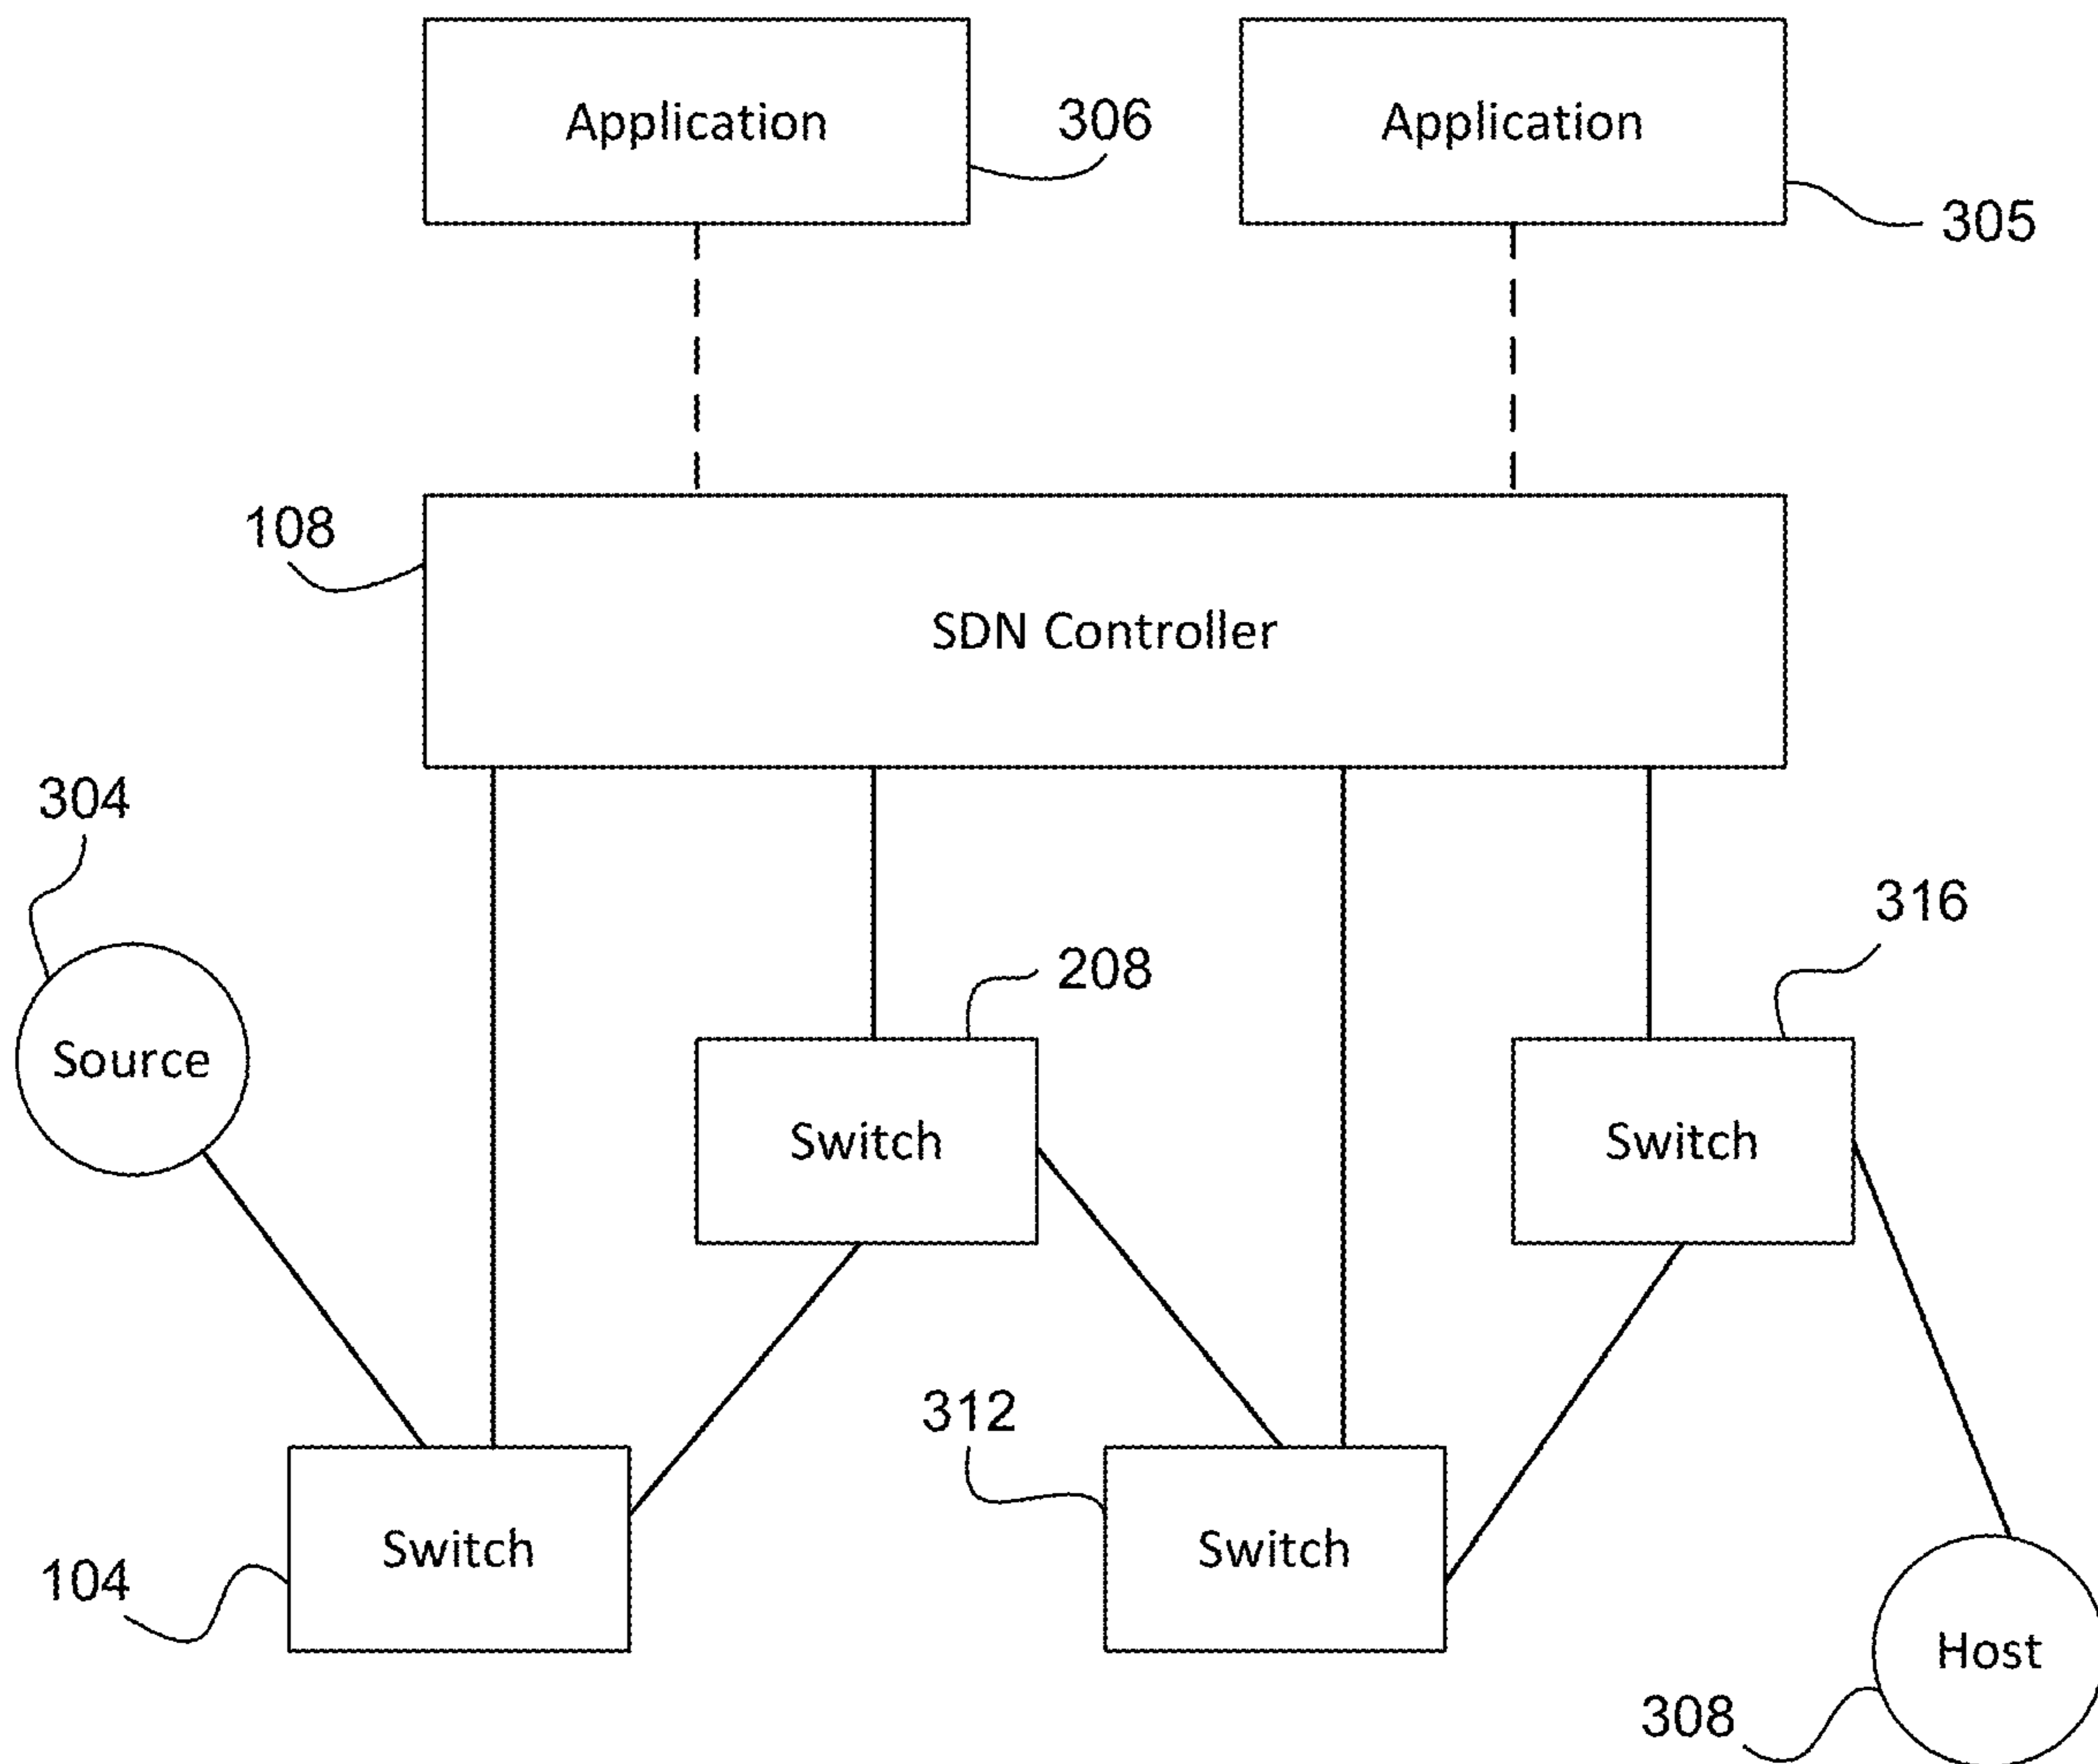 Application
306
Application
305
108
SDN Controller
304
316
208
Source
Switch
Switch
312
Switch
Switch
104
Host
308